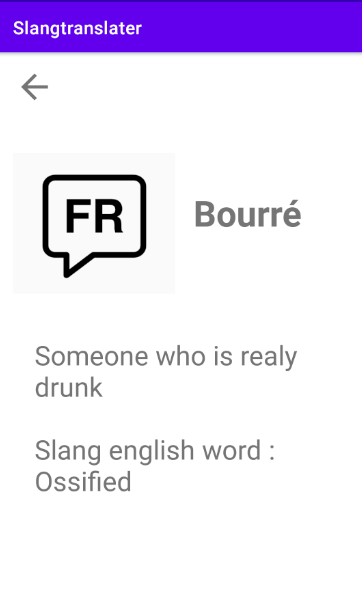 Slangtranslater
FR
Bourré
Someone who is realy
drunk
Slang english word :
Ossified